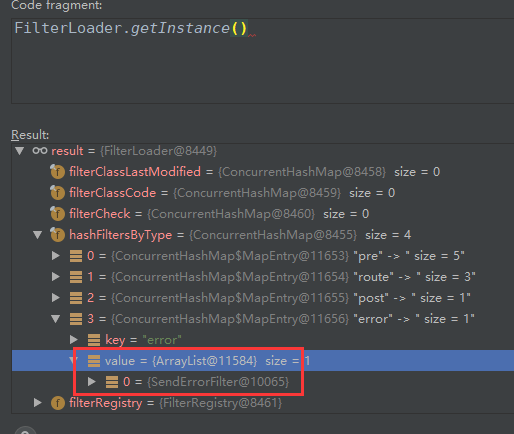 Code fragment:
FilterLoader.getInstance()
Result:
result = {FilterLoader@8449}
filterClassLastModified = {ConcurrentHashMap@8458} size = 0
filterClassCode = {ConcurrentHashMap@8459} size = 0
filterCheck = {ConcurrentHashMap@8460} size = 0
hashFiltersByType = {ConcurrentHashMap@8455} size = 4
0 = {ConcurrentHashMap$MapEntry@11653} "pre" -> " size = 5"
1 = {ConcurrentHashMap$MapEntry@11654} "route" -> " size = 3"
2 = {ConcurrentHashMap$MapEntry@11655} "post" -> " size = 1"
3 = {ConcurrentHashMap$MapEntry@11656} "error" -> " size = 1"
key = "error"
value = {ArrayList@11584} size = 1
0 = {SendErrorFilter@10065}
filterRegistry = {FilterRegistry@8461}